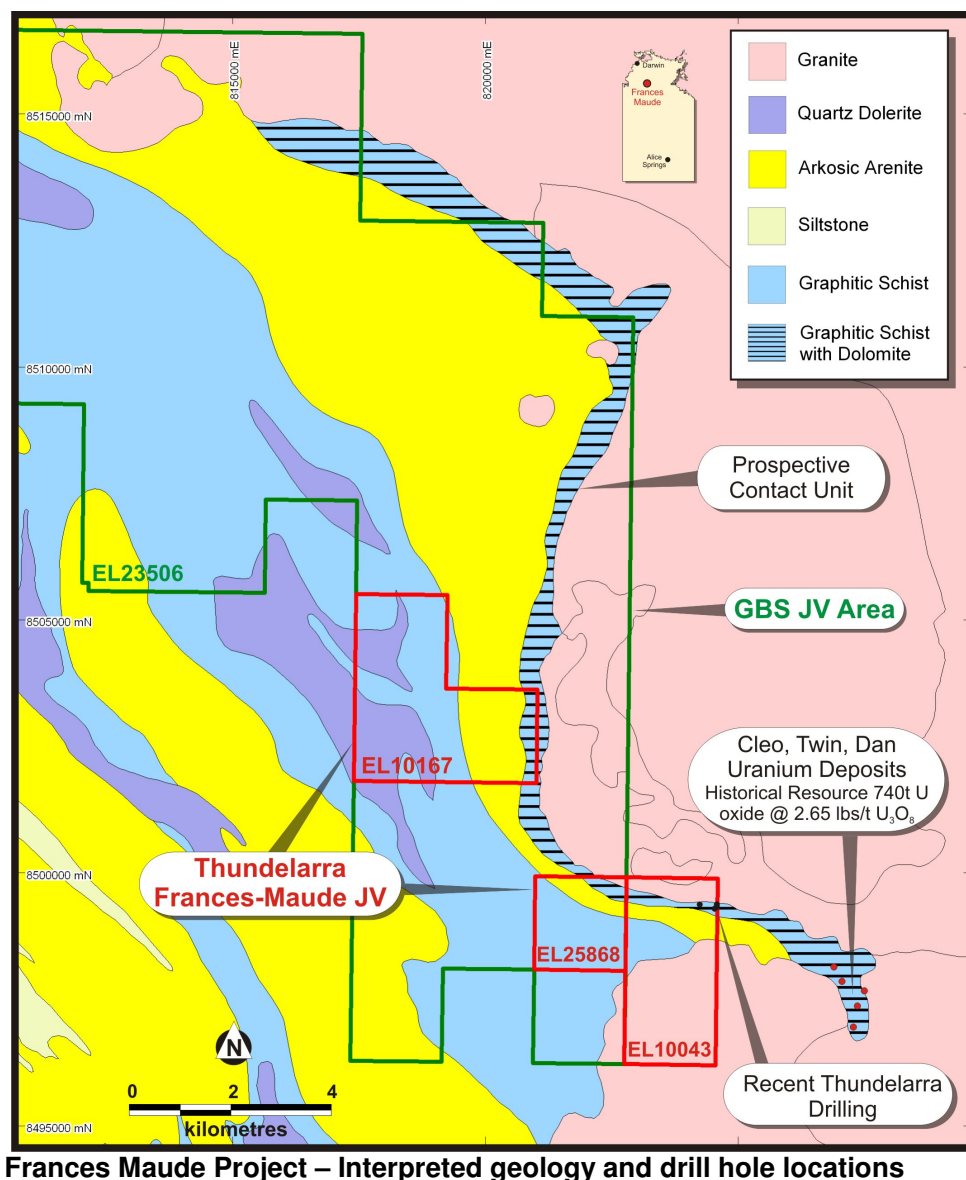 815000 mE
820000 mE
Darwin
Frances
Maude
Alice
Springs
Granite
Quartz Dolerite
Arkosic Arenite
Siltstone
Graphitic Schist
Graphitic Schist
with Dolomite
8515000 mN
8510000 mN
Prospective
Contact Unit
EL23506
GBS JV Area
8505000 mN
EL10167
Cleo, Twin, Dan
Uranium Deposits
Historical Resource 740t U
oxide @ 2.65 lbs/t U₃O₈
Thundelarra
Frances-Maude JV
8500000 mN
EL25868
EL10043
N
0 2 4
kilometres
Recent Thundelarra
Drilling
8495000 mN
Frances Maude Project – Interpreted geology and drill hole locations